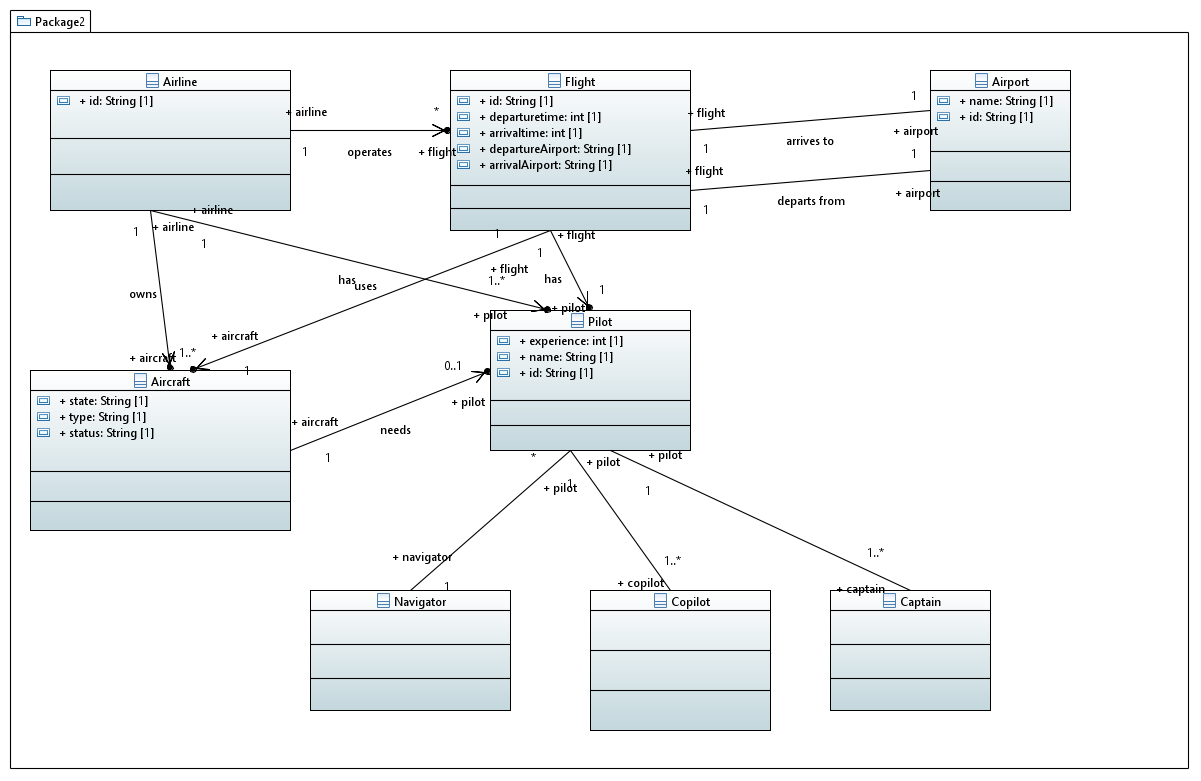 Package2
Airline
+ id: String [1]
Flight
+ id: String [1]
+ departuretime: int [1]
+ arrivaltime: int [1]
+ departureAirport: String [1]
+ arrivalAirport: String [1]
Airport
+ name: String [1]
+ id: String [1]
+ airline
*
1
operates
+ flight
+ flight
1
1
arrives to
+ airport
+ flight
1
1
departs from
+ airport
+ airline
1
+ airline
1
owns
1
+ flight
1
+ flight
has
uses
1..*
has
1
+ pilot
+ pilot
+ aircraft
+ aircraft
1..*
1
Pilot
+ experience: int [1]
+ name: String [1]
+ id: String [1]
Aircraft
+ state: String [1]
+ type: String [1]
+ status: String [1]
0..1
+ pilot
+ aircraft
needs
1
*
+ pilot
+ pilot
1
+ pilot
1
+ navigator
1
1..*
+ copilot
1..*
+ captain
Navigator
Copilot
Captain